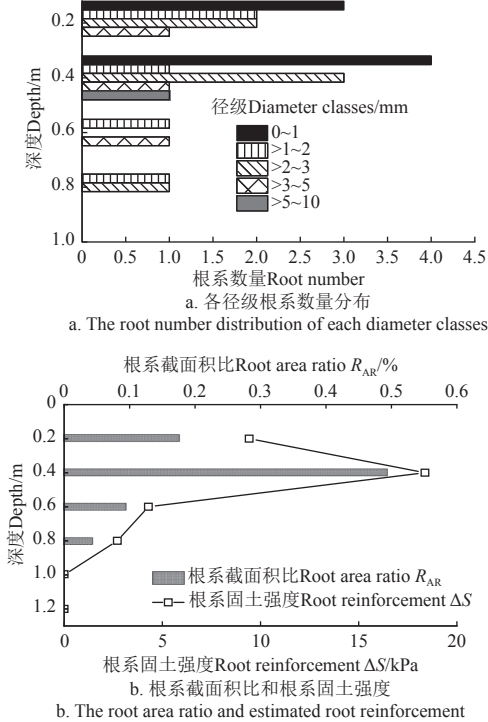 0.2
0.4
0.6
0.8
1.0
深度Depth/m
径级Diameter classes/mm
0~1
>1~2
>2~3
>3~5
>5~10
0 0.5 1.0 1.5 2.0 2.5 3.0 3.5 4.0 4.5
根系数量Root number
a. 各径级根系数量分布
a. The root number distribution of each diameter classes
根系截面积比Root area ratio R_AR/%
0 0.1 0.2 0.3 0.4 0.5 0.6
0
0.2
0.4
0.6
0.8
1.0
1.2
深度Depth/m
根系截面积比Root area ratio R_AR
根系固土强度Root reinforcement ΔS
0 5 10 15 20
根系固土强度Root reinforcement ΔS/kPa
b. 根系截面积比和根系固土强度
b. The root area ratio and estimated root reinforcement